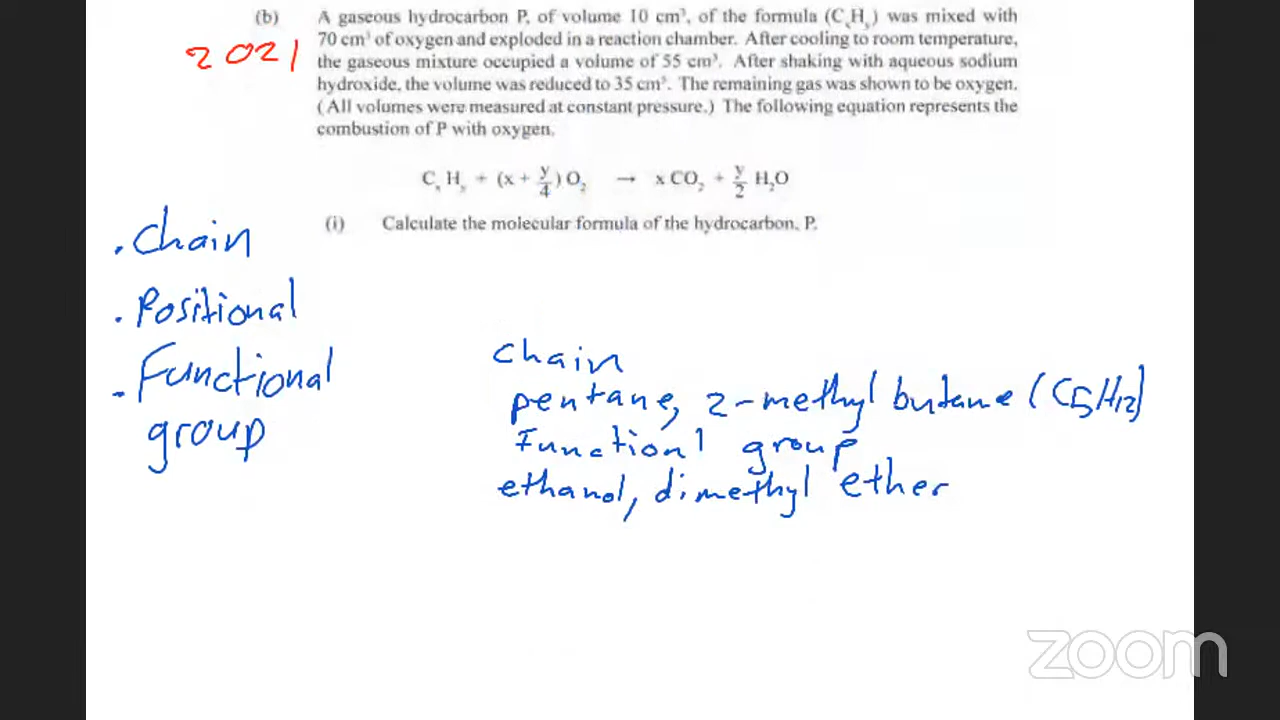 (b) A gaseous hydrocarbon P, of volume 10 cm³, of the formula (CₓHᵧ) was mixed with
2021
70 cm³ of oxygen and exploded in a reaction chamber. After cooling to room temperature,
the gaseous mixture occupied a volume of 55 cm³. After shaking with aqueous sodium
hydroxide, the volume was reduced to 35 cm³. The remaining gas was shown to be oxygen.
(All volumes were measured at constant pressure.) The following equation represents the
combustion of P with oxygen.
Cₓ Hᵧ + (x + y/4) O₂ → x CO₂ + y/2 H₂O
(i) Calculate the molecular formula of the hydrocarbon, P.
. Chain
. Positional
. Functional
group
chain
pentane, 2-methyl butane (C5H12)
Function1 group
ethanol, dimethyl ether
zoom